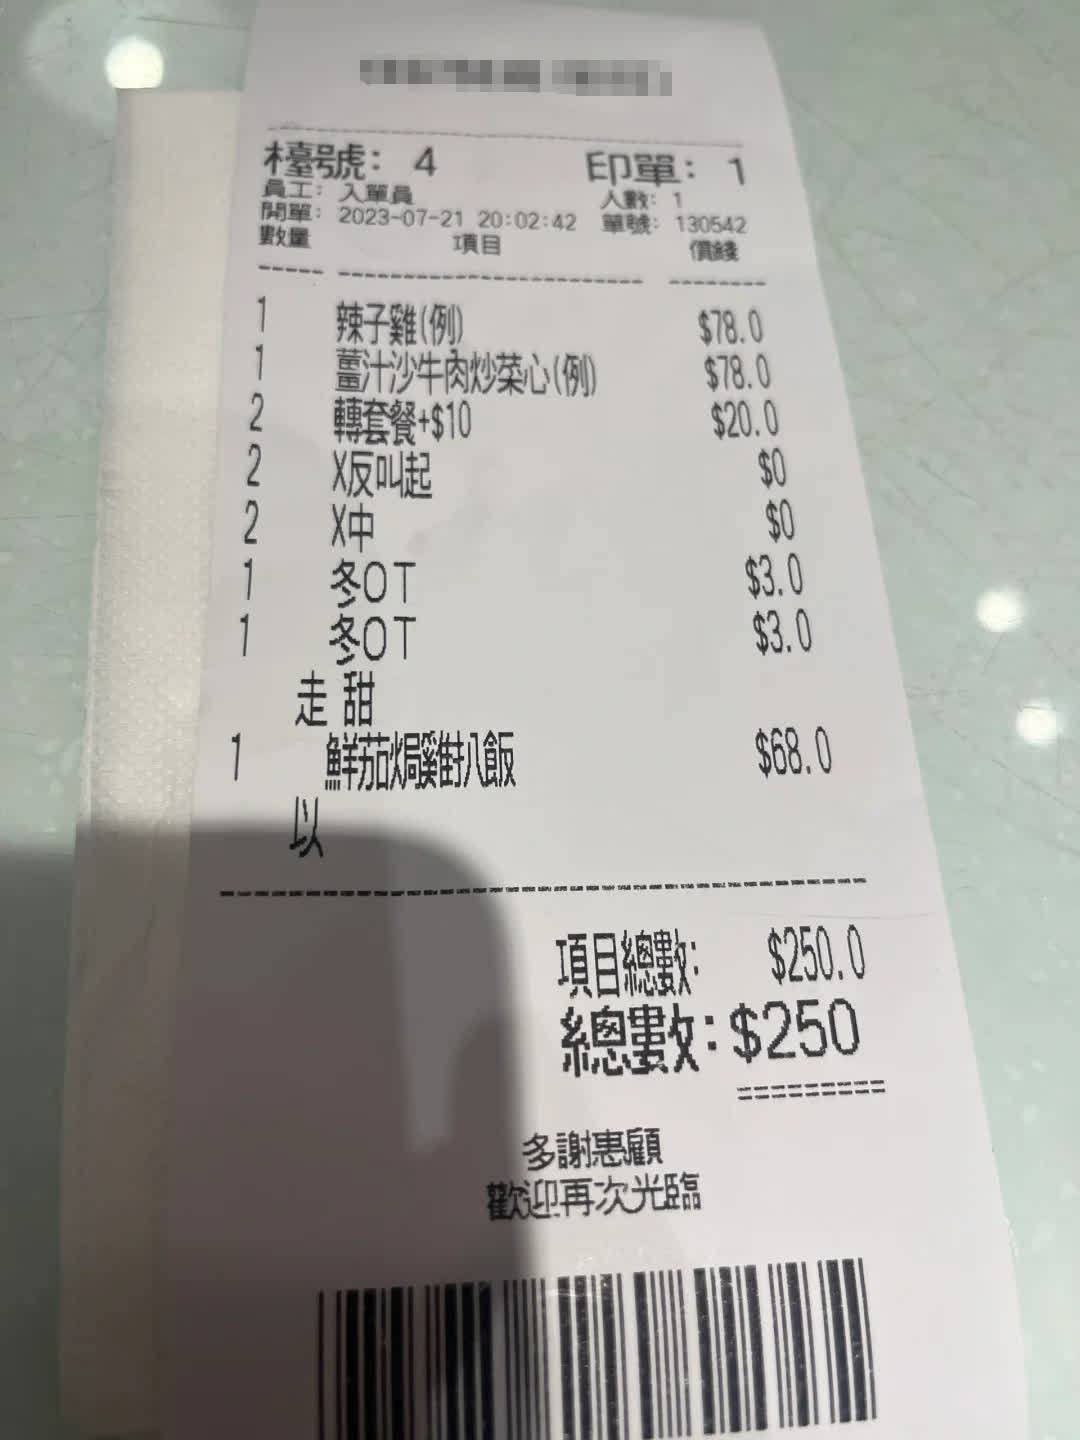 檯號: 4 印單: 1
員工: 入單員 人數: 1
開單: 2023-07-21 20:02:42 單號: 130542
數量 項目 價錢
1 辣子雞(例) $78.0
1 薑汁沙牛肉炒菜心(例) $78.0
2 轉套餐+$10 $20.0
2 X反叫起 $0
2 X中 $0
1 冬OT $3.0
1 冬OT $3.0
走 甜
1 鮮茄焗雞扒飯 $68.0
以
項目總數: $250.0
總數: $250
多謝惠顧
歡迎再次光臨